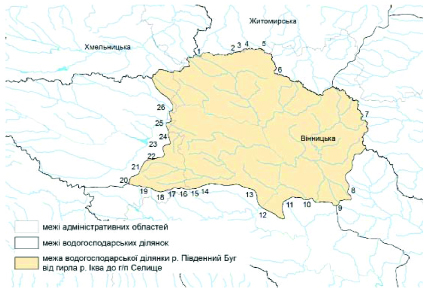 Житомирська
Хмельницька
1
2 3 4 5
6
26
25
24
23
22
21
20
19
18 17 16 15 14
13
12
11
10
9
8
7
Вінницька
межі адміністративних областей
межі водогосподарських ділянок
межа водогосподарської ділянки р. Південний Буг
від гирла р. Іква до г/п Селище